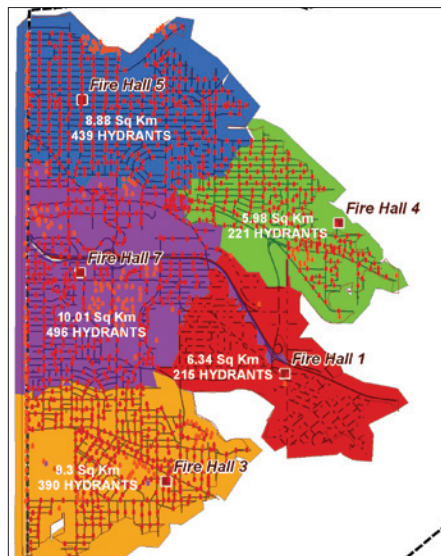 Fire Hall 5
8.88 Sq Km
439 HYDRANTS
Fire Hall 4
5.98 Sq Km
221 HYDRANTS
Fire Hall 7
10.01 Sq Km
496 HYDRANTS
6.34 Sq Km
Fire Hall 1
215 HYDRANTS
Fire Hall 3
9.3 Sq Km
390 HYDRANTS